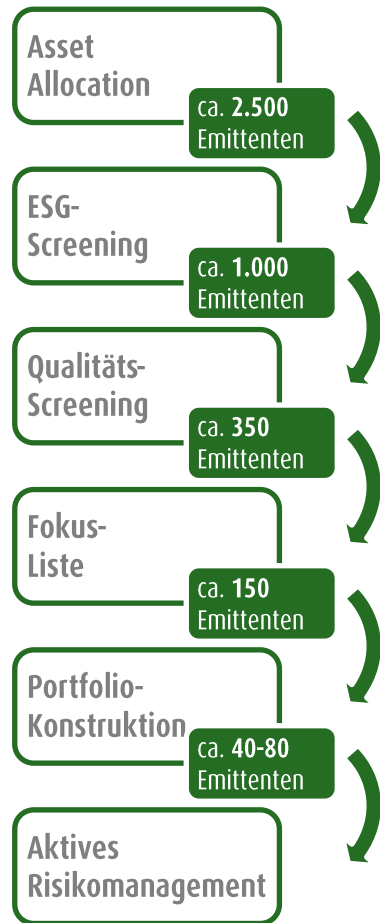 Asset
Allocation
ca. 2.500
Emittenten
ESG-
Screening
ca. 1.000
Emittenten
Qualitäts-
Screening
ca. 350
Emittenten
Fokus-
Liste
ca. 150
Emittenten
Portfolio-
Konstruktion
ca. 40-80
Emittenten
Aktives
Risikomanagement